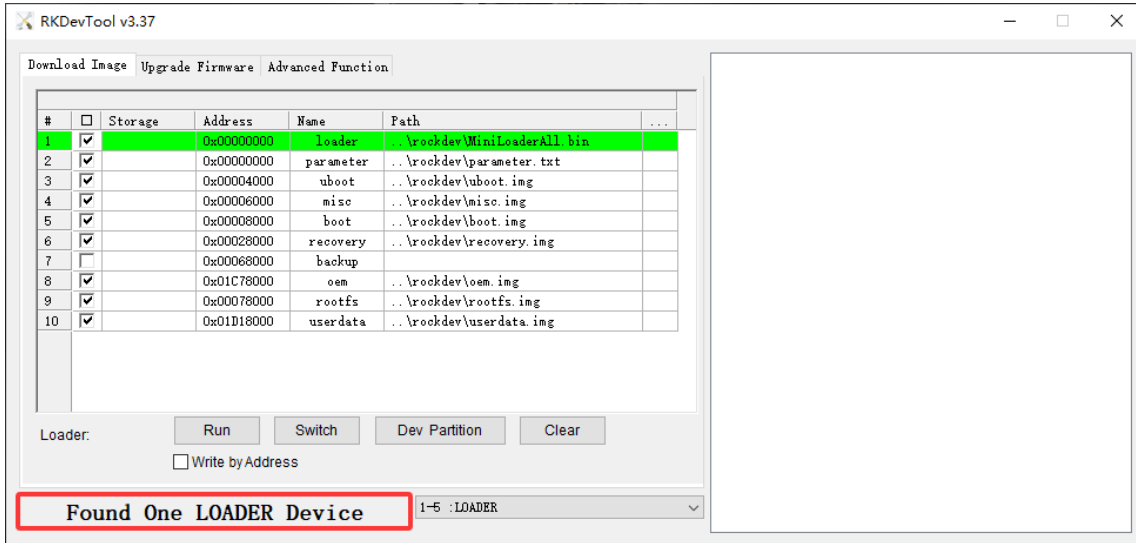 RKDevTool v3.37
Download Image Upgrade Firmware Advanced Function
# Storage Address Name Path ...
1 0x00000000 loader ..\rockdev\MiniLoaderAll.bin
2 0x00000000 parameter ..\rockdev\parameter.txt
3 0x00004000 uboot ..\rockdev\uboot.img
4 0x00006000 misc ..\rockdev\misc.img
5 0x00008000 boot ..\rockdev\boot.img
6 0x00028000 recovery ..\rockdev\recovery.img
7 0x00068000 backup
8 0x01C78000 oem ..\rockdev\oem.img
9 0x00078000 rootfs ..\rockdev\rootfs.img
10 0x01D18000 userdata ..\rockdev\userdata.img
Loader: Run Switch Dev Partition Clear
Write by Address
Found One LOADER Device 1-5 :LOADER